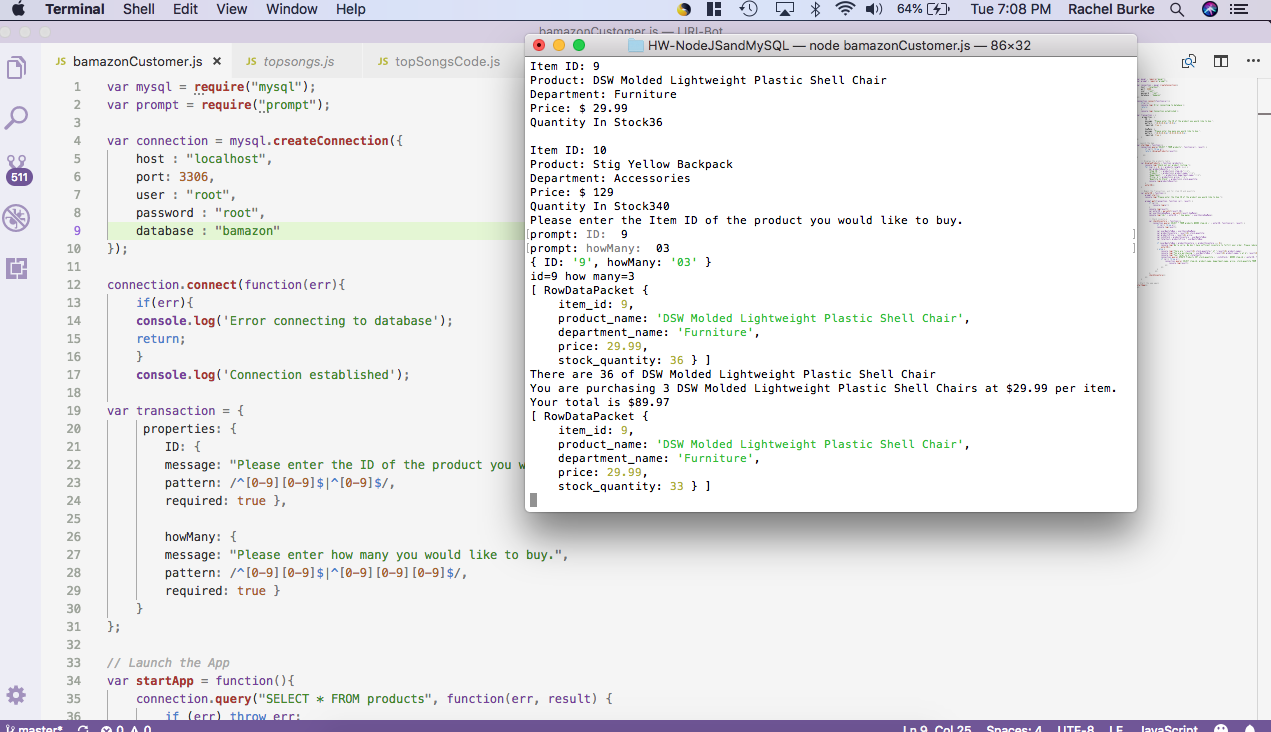 Terminal Shell Edit View Window Help 64% Tue 7:08 PM Rachel Burke
bamazonCustomer.js — URI-Bot
JS bamazonCustomer.js × JS topsongs.js JS topSongsCode.js
511
1 var mysql = require("mysql");
2 var prompt = require("prompt");
3
4 var connection = mysql.createConnection({
5 host : "localhost",
6 port: 3306,
7 user : "root",
8 password : "root",
9 database : "bamazon"
10 });
11
12 connection.connect(function(err){
13 if(err){
14 console.log('Error connecting to database');
15 return;
16 }
17 console.log('Connection established');
18
19 var transaction = {
20 properties: {
21 ID: {
22 message: "Please enter the ID of the product you w
23 pattern: /^[0-9][0-9]$|^[0-9]$/,
24 required: true },
25
26 howMany: {
27 message: "Please enter how many you would like to buy.",
28 pattern: /^[0-9][0-9]$|^[0-9][0-9][0-9]$/,
29 required: true }
30 }
31 };
32
33 // Launch the App
34 var startApp = function(){
35 connection.query("SELECT * FROM products", function(err, result) {
36 if (err) throw err;
HW-NodeJSandMySQL — node bamazonCustomer.js — 86×32
Item ID: 9
Product: DSW Molded Lightweight Plastic Shell Chair
Department: Furniture
Price: $ 29.99
Quantity In Stock36
Item ID: 10
Product: Stig Yellow Backpack
Department: Accessories
Price: $ 129
Quantity In Stock340
Please enter the Item ID of the product you would like to buy.
[prompt: ID: 9 ]
[prompt: howMany: 03 ]
{ ID: '9', howMany: '03' }
id=9 how many=3
[ RowDataPacket {
item_id: 9,
product_name: 'DSW Molded Lightweight Plastic Shell Chair',
department_name: 'Furniture',
price: 29.99,
stock_quantity: 36 } ]
There are 36 of DSW Molded Lightweight Plastic Shell Chair
You are purchasing 3 DSW Molded Lightweight Plastic Shell Chairs at $29.99 per item.
Your total is $89.97
[ RowDataPacket {
item_id: 9,
product_name: 'DSW Molded Lightweight Plastic Shell Chair',
department_name: 'Furniture',
price: 29.99,
stock_quantity: 33 } ]
master* 0 0 Ln 9, Col 25 Spaces: 4 UTF-8 LF JavaScript